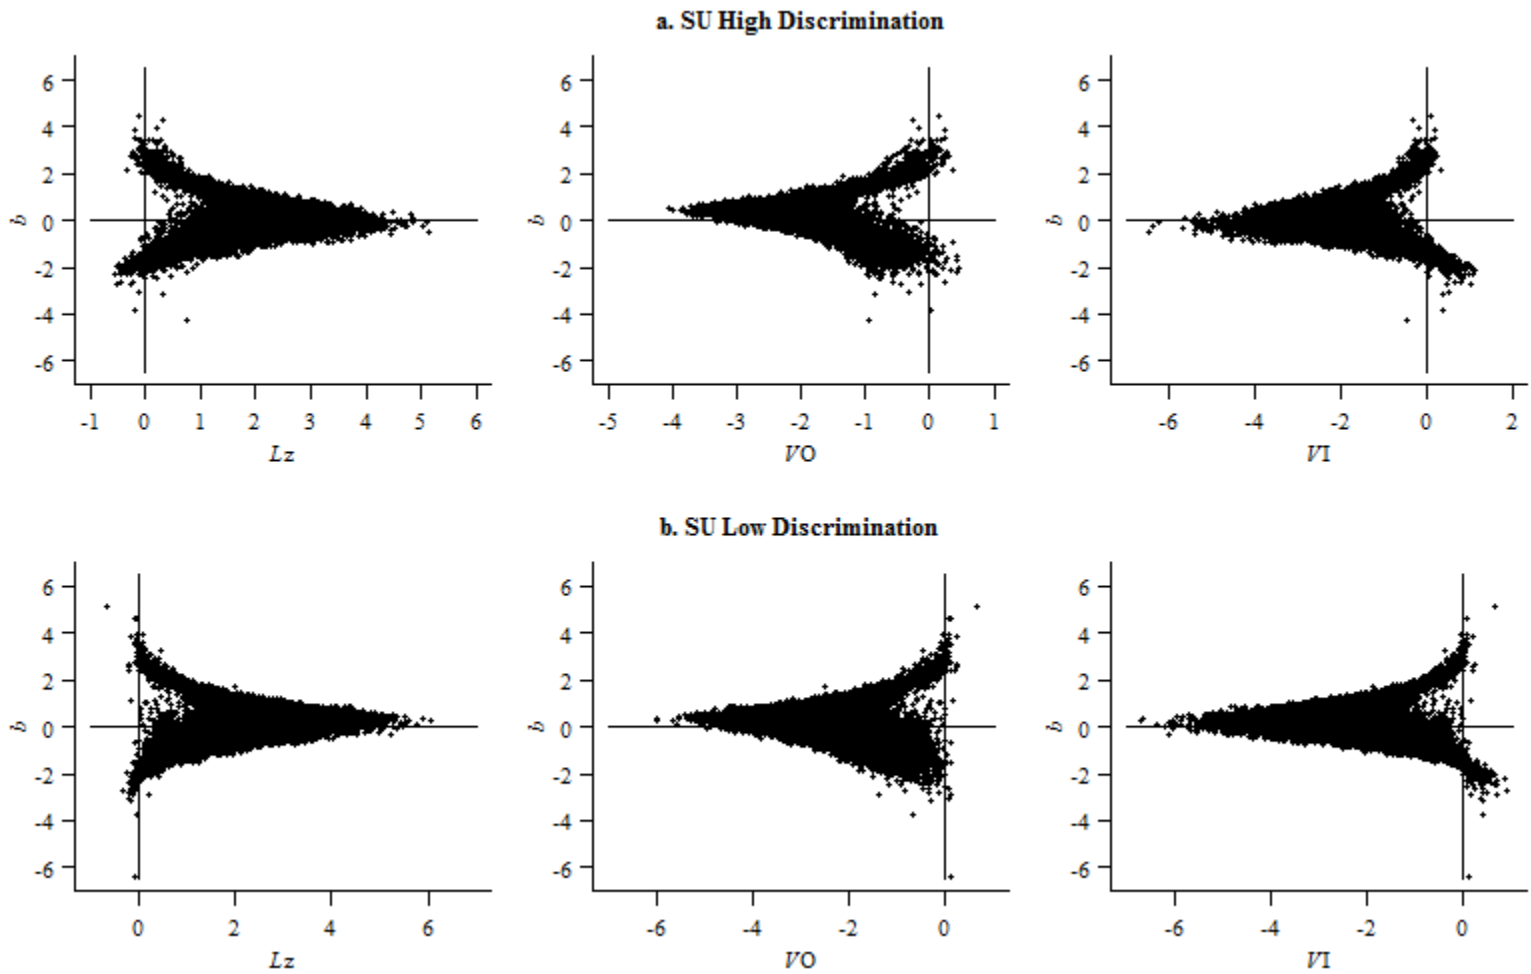 a. SU High Discrimination
6 6 6
4 4 4
2 2 2
b 0 b 0 b 0
-2 -2 -2
-4 -4 -4
-6 -6 -6
-1 0 1 2 3 4 5 6 -5 -4 -3 -2 -1 0 1 -6 -4 -2 0 2
Lz VO VI
b. SU Low Discrimination
6 6 6
4 4 4
2 2 2
b 0 b 0 b 0
-2 -2 -2
-4 -4 -4
-6 -6 -6
0 2 4 6 -6 -4 -2 0 -6 -4 -2 0
Lz VO VI